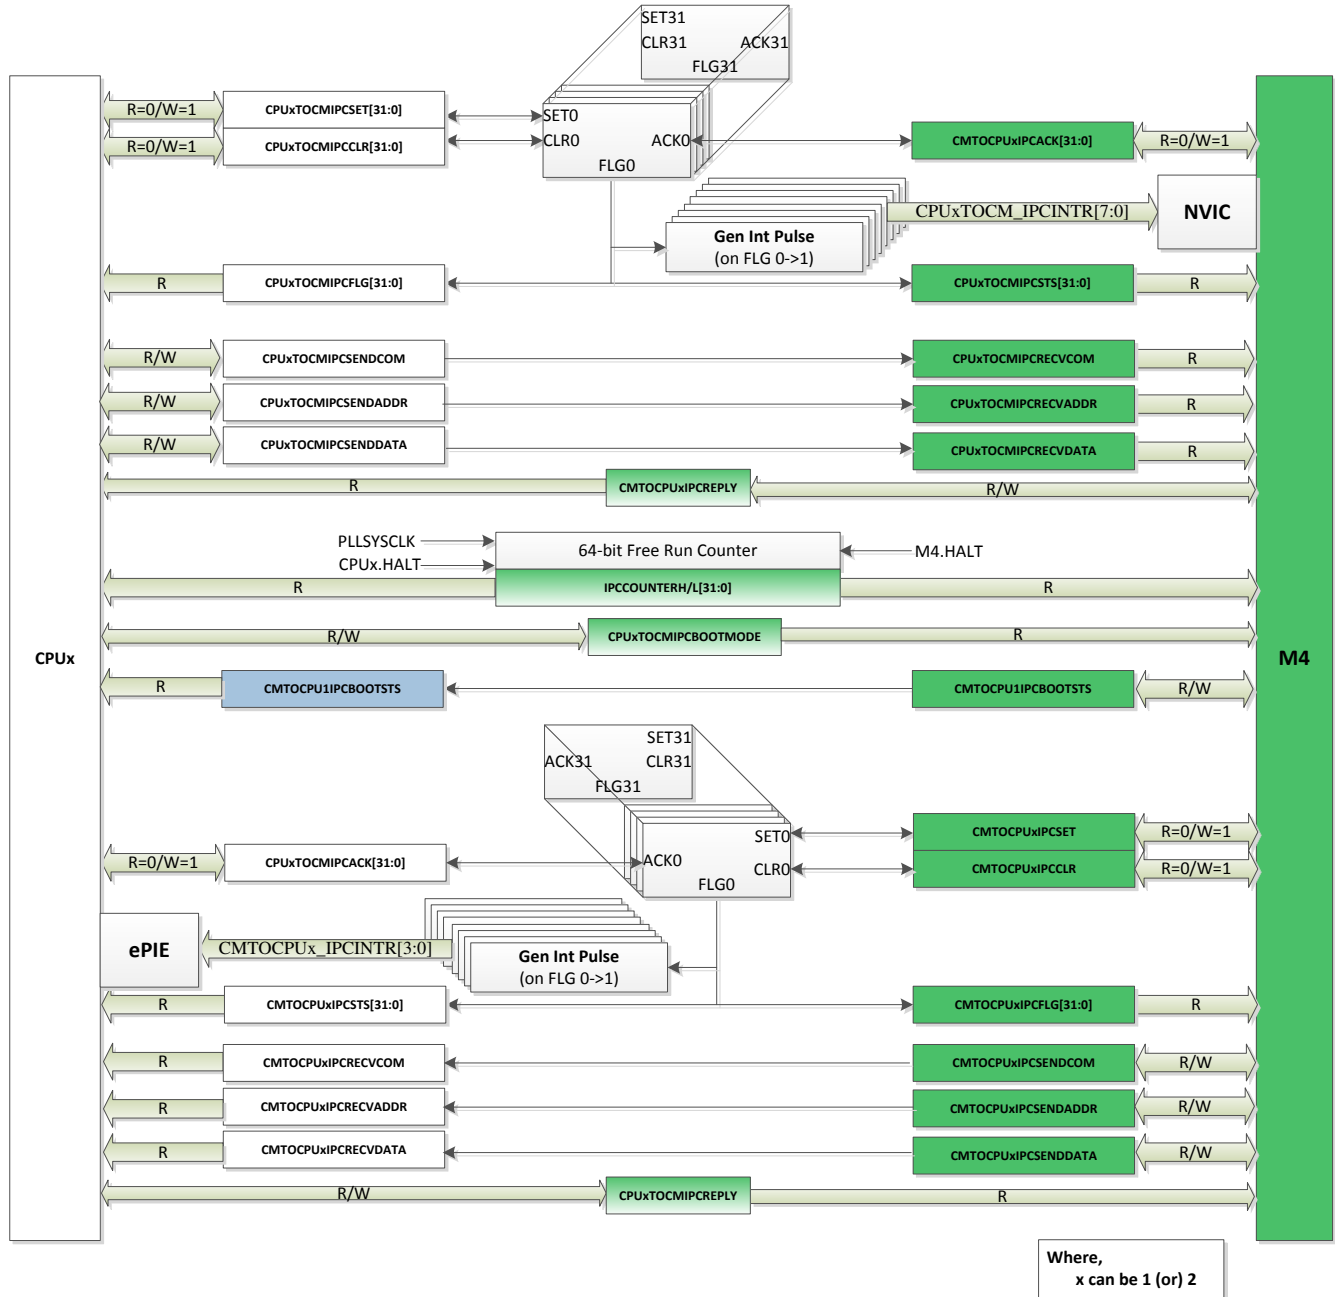 SET31
CLR31
ACK31
FLG31
R=0/W=1
CPUxTOCMIPCSET[31:0]
SET0
R=0/W=1
CPUxTOCMIPCCLR[31:0]
CLR0
ACK0
FLG0
CMTOCPUxIPCACK[31:0]
R=0/W=1
Gen Int Pulse
(on FLG 0->1)
CPUxTOCM_IPCINTR[7:0]
NVIC
R
CPUxTOCMIPCFLG[31:0]
CPUxTOCMIPCSTS[31:0]
R
R/W
CPUxTOCMIPCSENDCOM
CPUxTOCMIPCRECVCOM
R
R/W
CPUxTOCMIPCSENDADDR
CPUxTOCMIPCRECVADDR
R
R/W
CPUxTOCMIPCSENDDATA
CPUxTOCMIPCRECVDATA
R
R
CMTOCPUxIPCREPLY
R/W
PLLSYSCLK
CPUx.HALT
64-bit Free Run Counter
M4.HALT
R
IPCCOUNTERH/L[31:0]
R
R/W
CPUxTOCMIPCBOOTMODE
R
CPUx
M4
R
CMTOCPU1IPCBOOTSTS
CMTOCPU1IPCBOOTSTS
R/W
SET31
ACK31
CLR31
FLG31
SET0
CMTOCPUxIPCSET
R=0/W=1
R=0/W=1
CPUxTOCMIPCACK[31:0]
ACK0
CLR0
FLG0
CMTOCPUxIPCCLR
R=0/W=1
ePIE
CMTOCPUx_IPCINTR[3:0]
Gen Int Pulse
(on FLG 0->1)
R
CMTOCPUxIPCSTS[31:0]
CMTOCPUxIPCFLG[31:0]
R
R
CMTOCPUxIPCRECVCOM
CMTOCPUxIPCSENDCOM
R/W
R
CMTOCPUxIPCRECVADDR
CMTOCPUxIPCSENDADDR
R/W
R
CMTOCPUxIPCRECVDATA
CMTOCPUxIPCSENDDATA
R/W
R/W
CPUxTOCMIPCREPLY
R
Where,
x can be 1 (or) 2